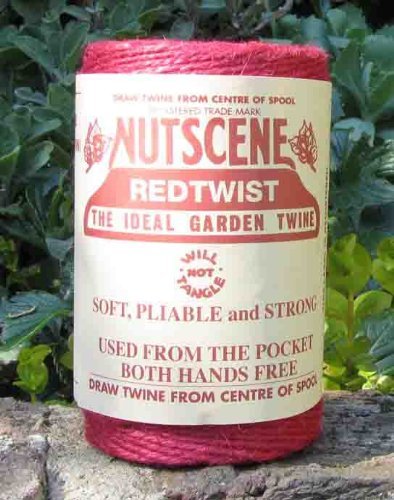 DRAW TWINE FROM CENTRE OF SPOOL
REGISTERED TRADE MARK
NUTSCENE
REDTWIST
THE IDEAL GARDEN TWINE
WILL
NOT
TANGLE
SOFT, PLIABLE and STRONG
USED FROM THE POCKET
BOTH HANDS FREE
DRAW TWINE FROM CENTRE OF SPOOL